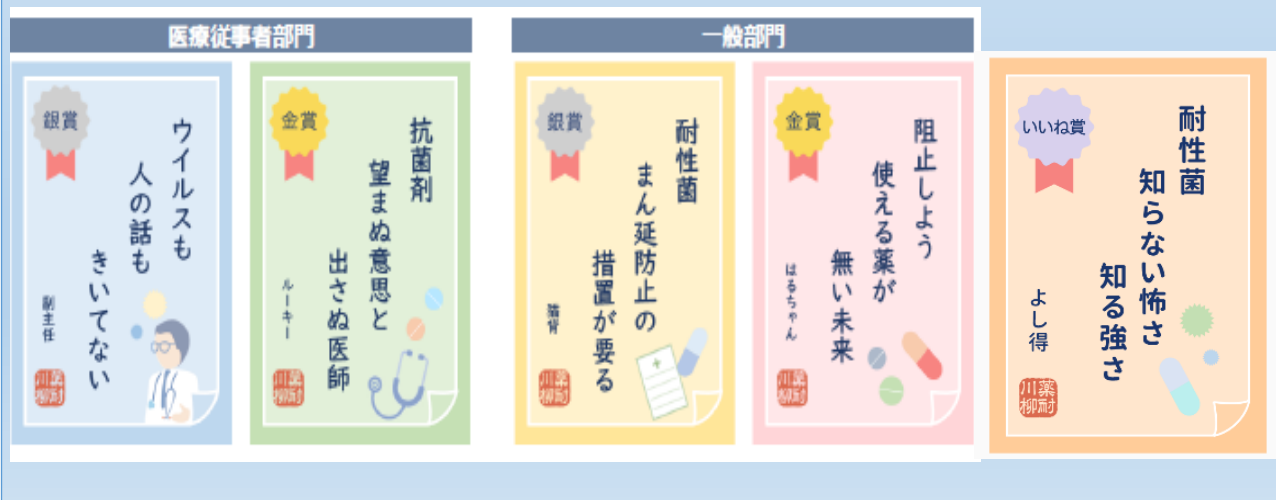 医療従事者部門
一般部門
銀賞
ウイルスも
人の話も
きいてない
副主任
金賞
抗菌剤
望まぬ意思と
出さぬ医師
ルーキー
銀賞
耐性菌
まん延防止の
措置が要る
金賞
阻止しよう
使える薬が
無い未来
はるちゃん
いいね賞
耐性菌
知らない怖さ
知る強さ
よし得
薬耐
川柳